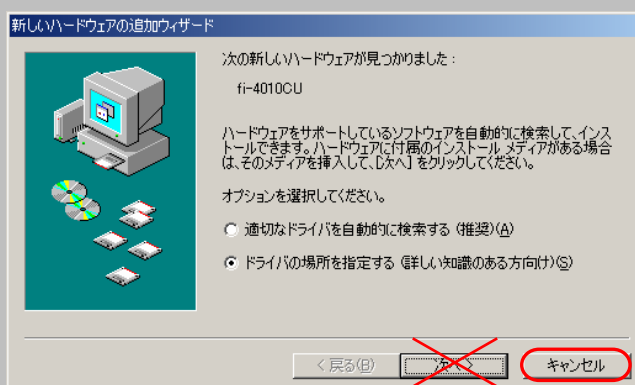 新しいハードウェアの追加ウィザード
次の新しいハードウェアが見つかりました :
fi-4010CU
ハードウェアをサポートしているソフトウェアを自動的に検索して、インス
トールできます。ハードウェアに付属のインストール メディアがある場合
は、そのメディアを挿入して、[次へ] をクリックしてください。
オプションを選択してください。
適切なドライバを自動的に検索する (推奨)(A)
ドライバの場所を指定する (詳しい知識のある方向け)(S)
< 戻る(B)
次へ >
キャンセル